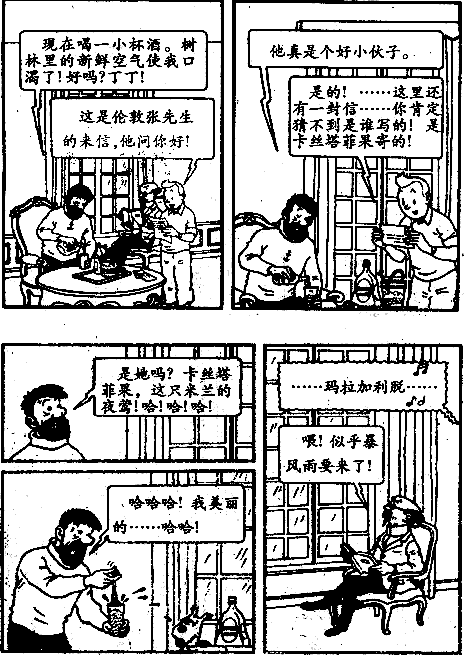 现在喝一小杯酒。树
林里的新鲜空气使我口
渴了!好吗?丁丁!
这是伦敦张先生
的来信,他问你好!
他真是个好小伙子。
是的!……这里还
有一封信……你肯定
猜不到是谁写的!是
卡丝塔菲果寄的!
是她吗?卡丝塔
菲果,这只米兰的
夜莺!哈!哈!哈!
哈哈哈!我美丽
的……哈哈!
……玛拉加利脱……
喂!似乎暴
风雨要来了!